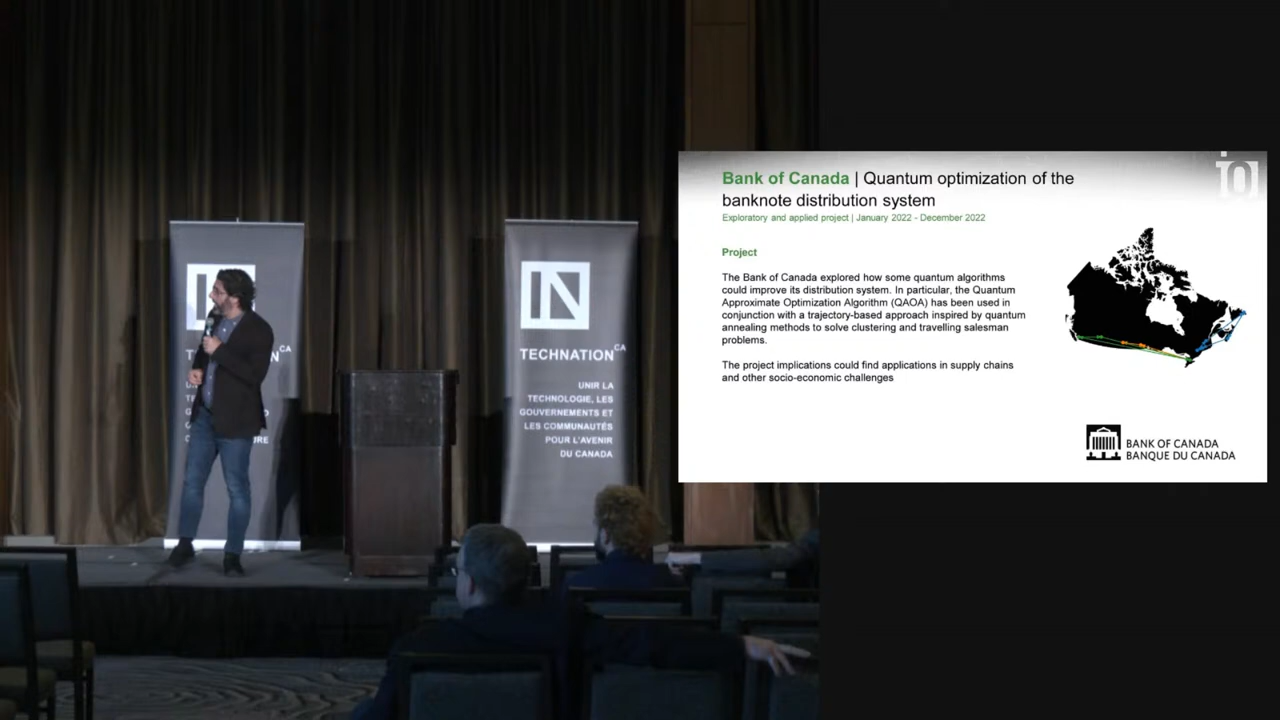 TECHNATION CA
UNIR LA
TECHNOLOGIE, LES
GOUVERNEMENTS ET
LES COMMUNAUTÉS
POUR L'AVENIR
DU CANADA
Bank of Canada | Quantum optimization of the
banknote distribution system
Exploratory and applied project | January 2022 - December 2022
Project
The Bank of Canada explored how some quantum algorithms
could improve its distribution system. In particular, the Quantum
Approximate Optimization Algorithm (QAOA) has been used in
conjunction with a trajectory-based approach inspired by quantum
annealing methods to solve clustering and travelling salesman
problems.
The project implications could find applications in supply chains
and other socio-economic challenges
BANK OF CANADA
BANQUE DU CANADA